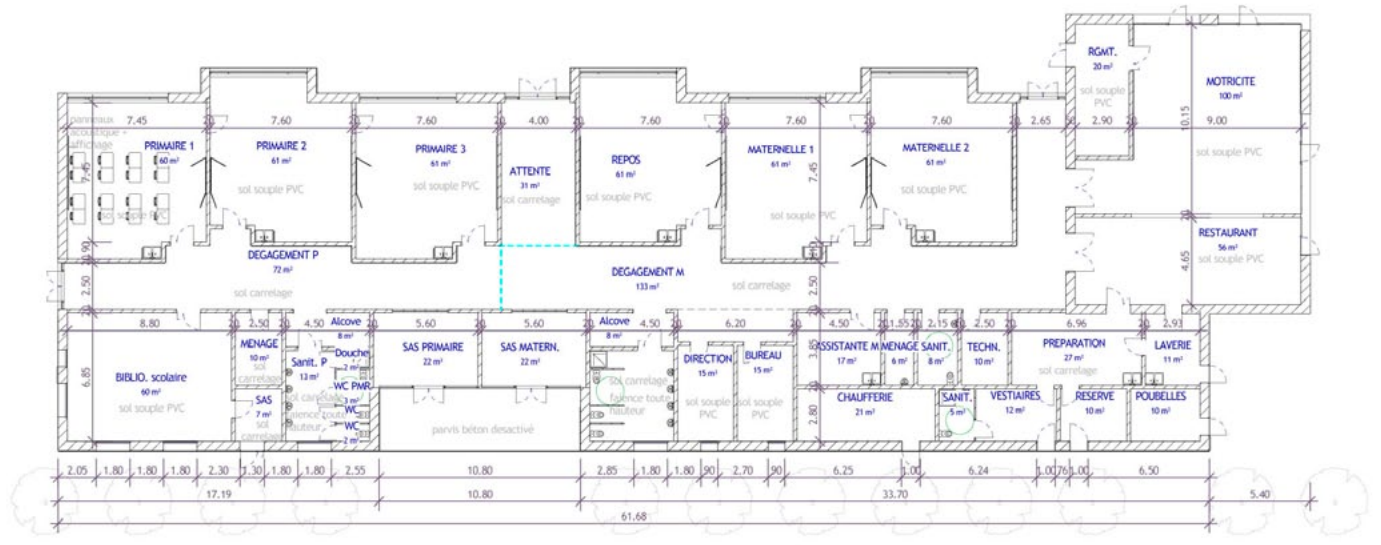 RGMT.
20 m²
sol souple
PVC
MOTRICITE
100 m²
10.15
2.90
9.00
sol souple
PVC
panneaux
acoustique -
affichage
7.45
7.60
7.60
4.00
7.60
7.60
7.60
2.65
PRIMAIRE 1
60 m²
7.45
sol souple PVC
PRIMAIRE 2
61 m²
sol souple PVC
PRIMAIRE 3
61 m²
sol souple PVC
ATTENTE
31 m²
sol carrelage
REPOS
61 m²
sol souple PVC
MATERNELLE 1
61 m²
7.45
sol souple PVC
MATERNELLE 2
61 m²
sol souple PVC
RESTAURANT
56 m²
sol souple PVC
4.65
DEGAGEMENT P
72 m²
sol carrelage
DEGAGEMENT M
133 m²
sol carrelage
.90
2.50
2.50
8.80
2.50
4.50
5.60
5.60
4.50
6.20
4.50
1.55
2.15
2.50
6.96
2.93
BIBLIO. scolaire
60 m²
sol souple PVC
6.85
MENAGE
10 m²
sol
carrelage
SAS
7 m²
sol
carrelage
Alcove
8 m²
Sanit. P
13 m²
sol carrelage
faience toute
hauteur
Douche
2 m²
WC PMR
3 m²
WC
WC
2 m²
SAS PRIMAIRE
22 m²
SAS MATERN.
22 m²
parvis béton desactivé
Alcove
8 m²
sol carrelage
faience toute
hauteur
DIRECTION
15 m²
sol souple
PVC
BUREAU
15 m²
sol souple
PVC
3.85
ASSISTANTE M
17 m²
MENAGE
6 m²
SANIT.
8 m²
TECHN.
10 m²
PREPARATION
27 m²
sol carrelage
LAVERIE
11 m²
2.80
CHAUFFERIE
21 m²
SANIT.
5 m²
VESTIAIRES
12 m²
RESERVE
10 m²
POUBELLES
10 m²
2.05
1.80
1.80
1.80
2.30
1.30
1.80
1.80
2.55
10.80
2.85
1.80
1.80
90
2.70
90
6.25
1.00
6.24
1.00
76
1.00
6.50
17.19
10.80
33.70
5.40
61.68